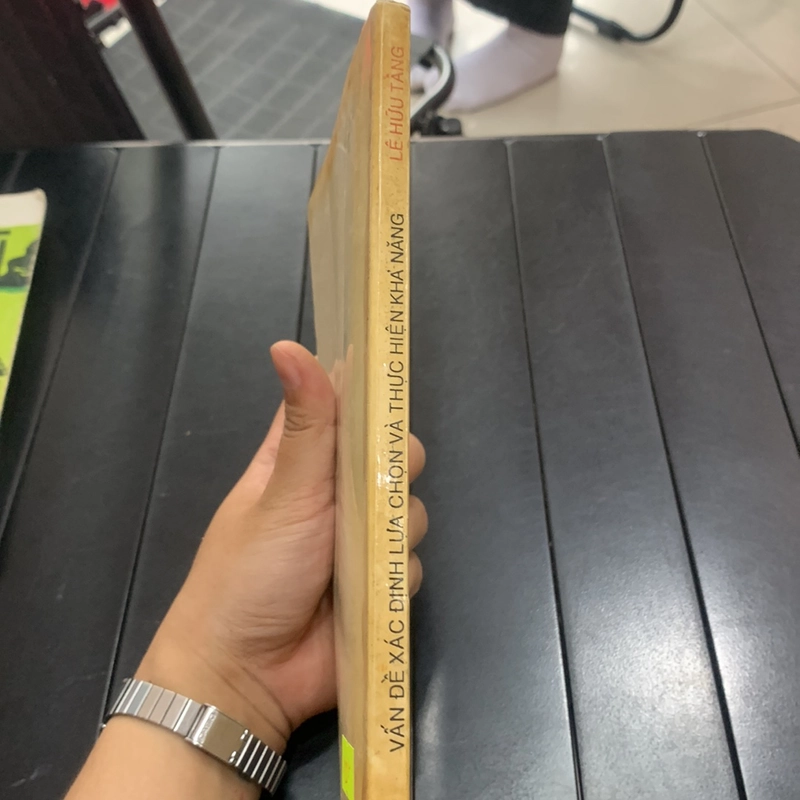 VẤN ĐỀ XÁC ĐỊNH LỰA CHỌN VÀ THỰC HIỆN KHẢ NĂNG
LÊ HỮU TẦNG